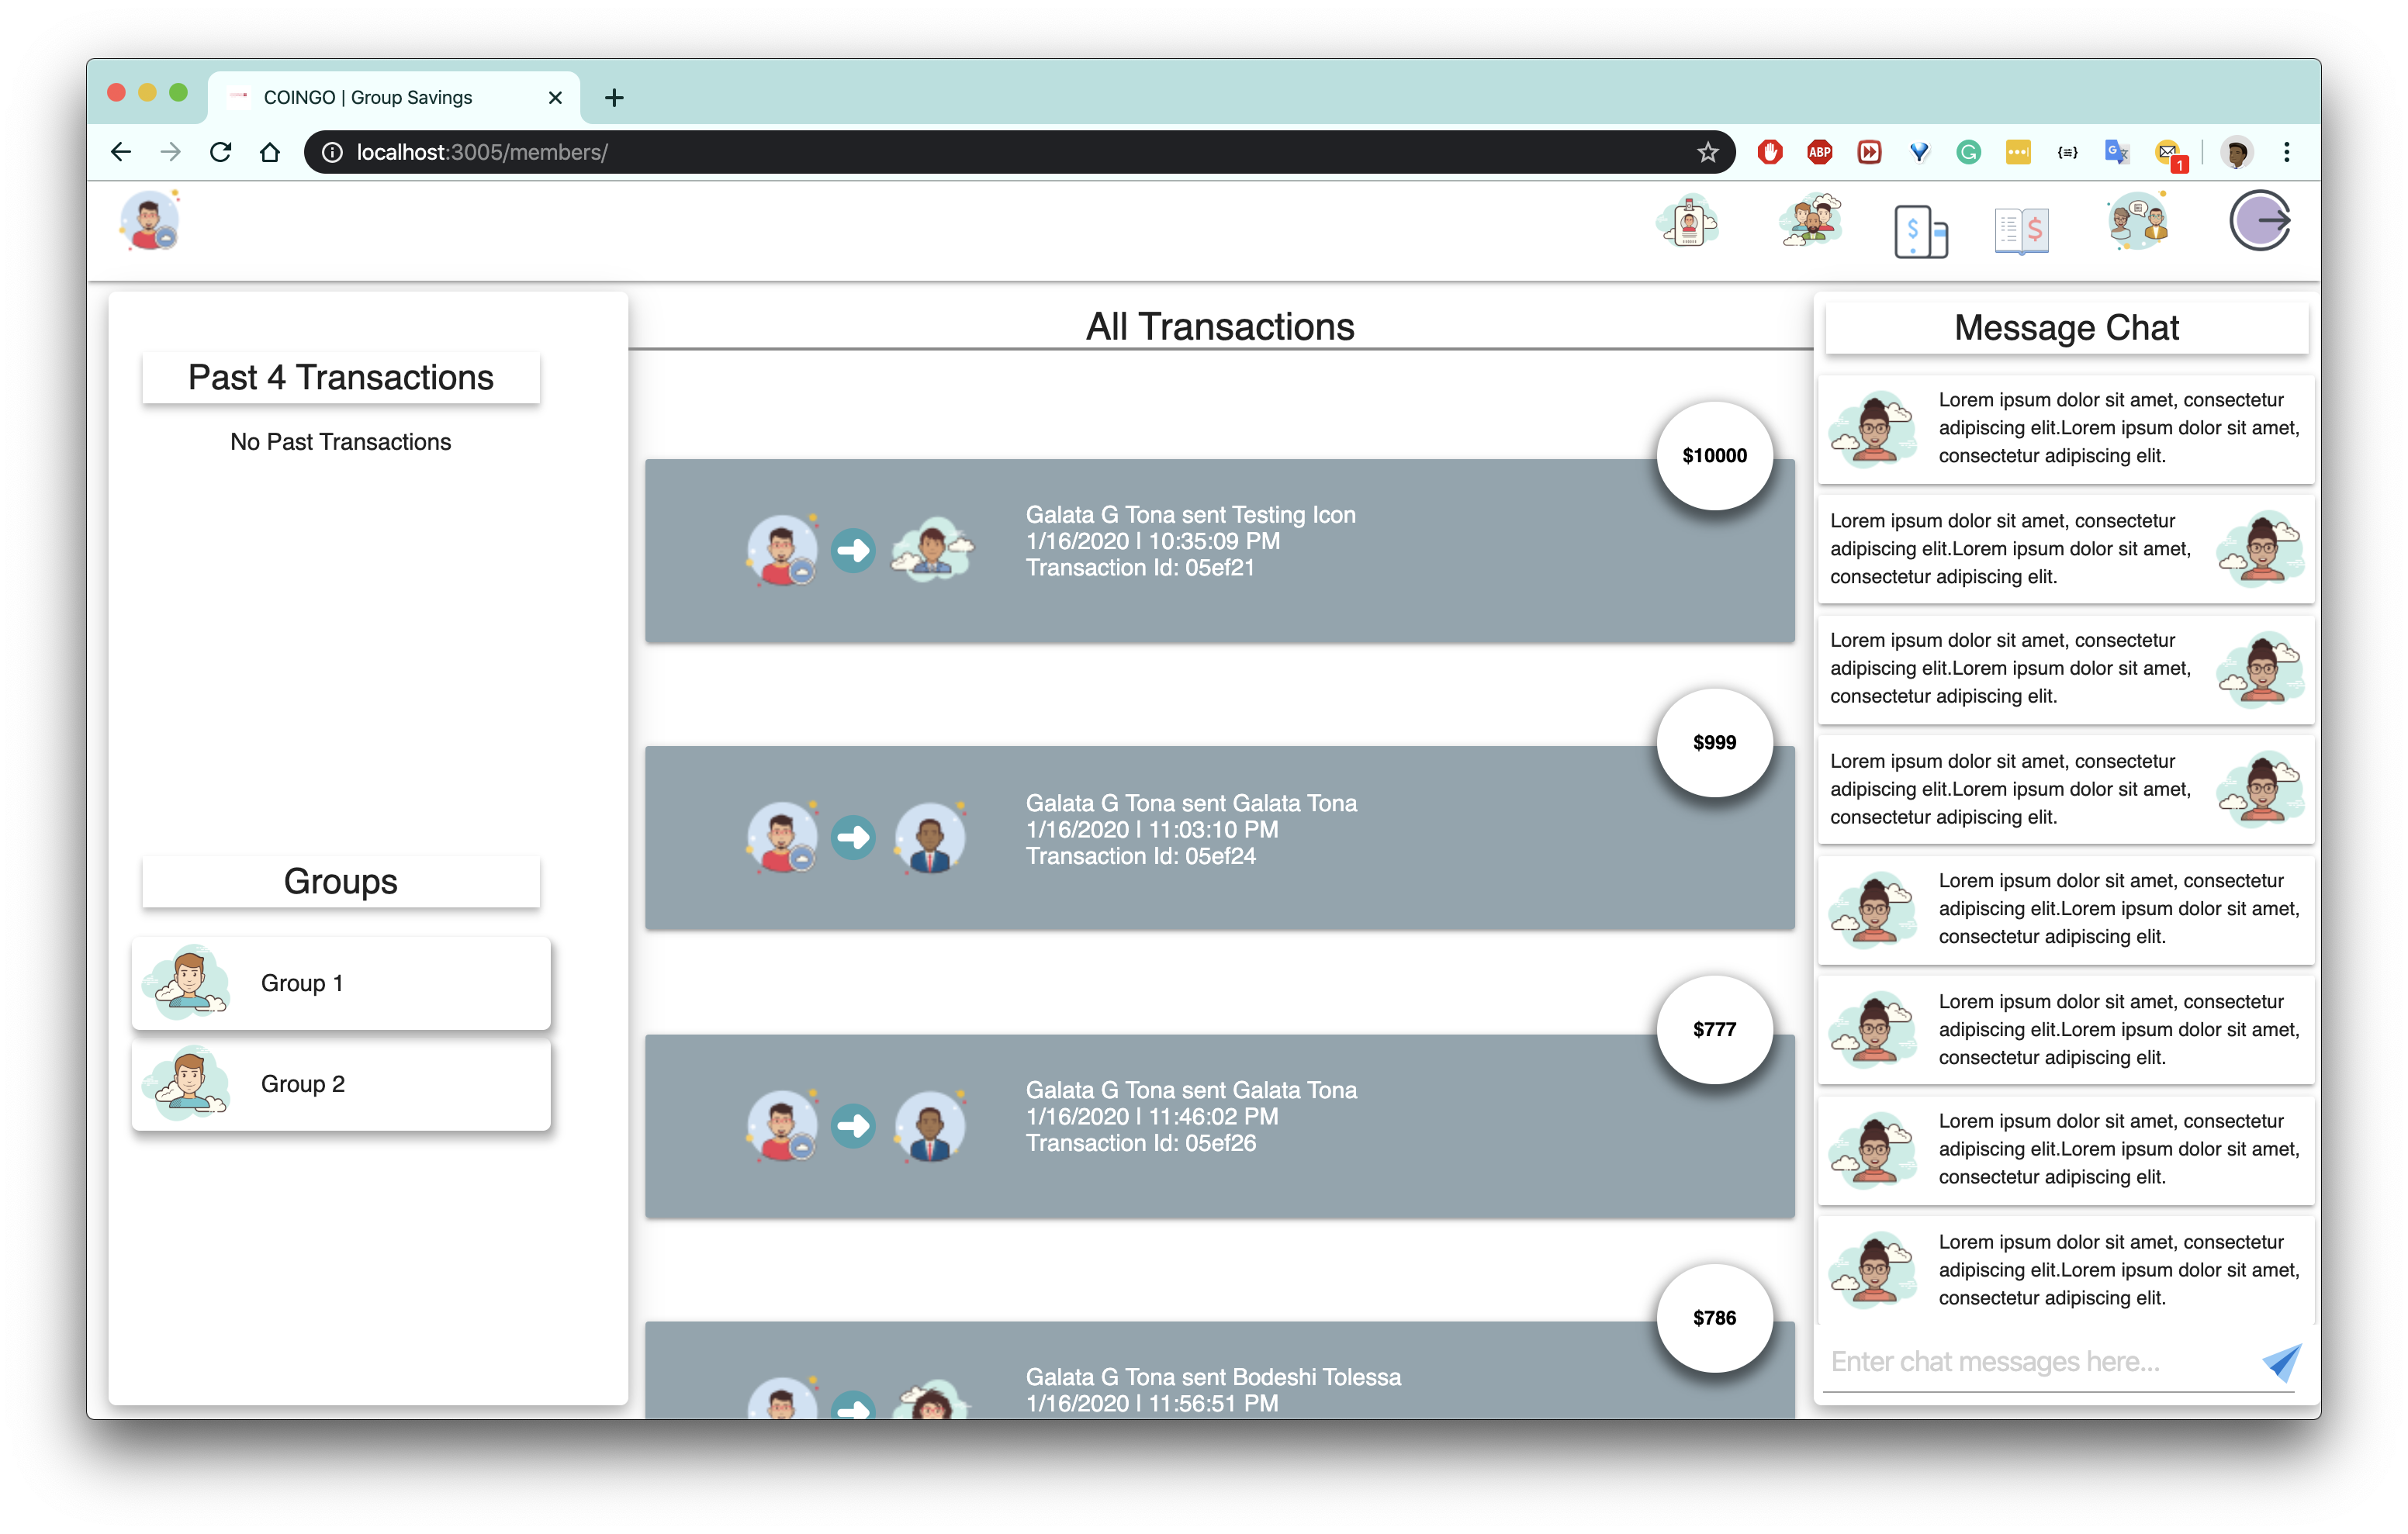 COINGO | Group Savings
localhost:3005/members/
ABP
1
All Transactions
Past 4 Transactions
No Past Transactions
Groups
Group 1
Group 2
$10000
Galata G Tona sent Testing Icon
1/16/2020 | 10:35:09 PM
Transaction Id: 05ef21
$999
Galata G Tona sent Galata Tona
1/16/2020 | 11:03:10 PM
Transaction Id: 05ef24
$777
Galata G Tona sent Galata Tona
1/16/2020 | 11:46:02 PM
Transaction Id: 05ef26
$786
Galata G Tona sent Bodeshi Tolessa
1/16/2020 | 11:56:51 PM
Message Chat
Lorem ipsum dolor sit amet, consectetur
adipiscing elit.Lorem ipsum dolor sit amet,
consectetur adipiscing elit.
Lorem ipsum dolor sit amet, consectetur
adipiscing elit.Lorem ipsum dolor sit amet,
consectetur adipiscing elit.
Lorem ipsum dolor sit amet, consectetur
adipiscing elit.Lorem ipsum dolor sit amet,
consectetur adipiscing elit.
Lorem ipsum dolor sit amet, consectetur
adipiscing elit.Lorem ipsum dolor sit amet,
consectetur adipiscing elit.
Lorem ipsum dolor sit amet, consectetur
adipiscing elit.Lorem ipsum dolor sit amet,
consectetur adipiscing elit.
Lorem ipsum dolor sit amet, consectetur
adipiscing elit.Lorem ipsum dolor sit amet,
consectetur adipiscing elit.
Lorem ipsum dolor sit amet, consectetur
adipiscing elit.Lorem ipsum dolor sit amet,
consectetur adipiscing elit.
Lorem ipsum dolor sit amet, consectetur
adipiscing elit.Lorem ipsum dolor sit amet,
consectetur adipiscing elit.
Enter chat messages here...